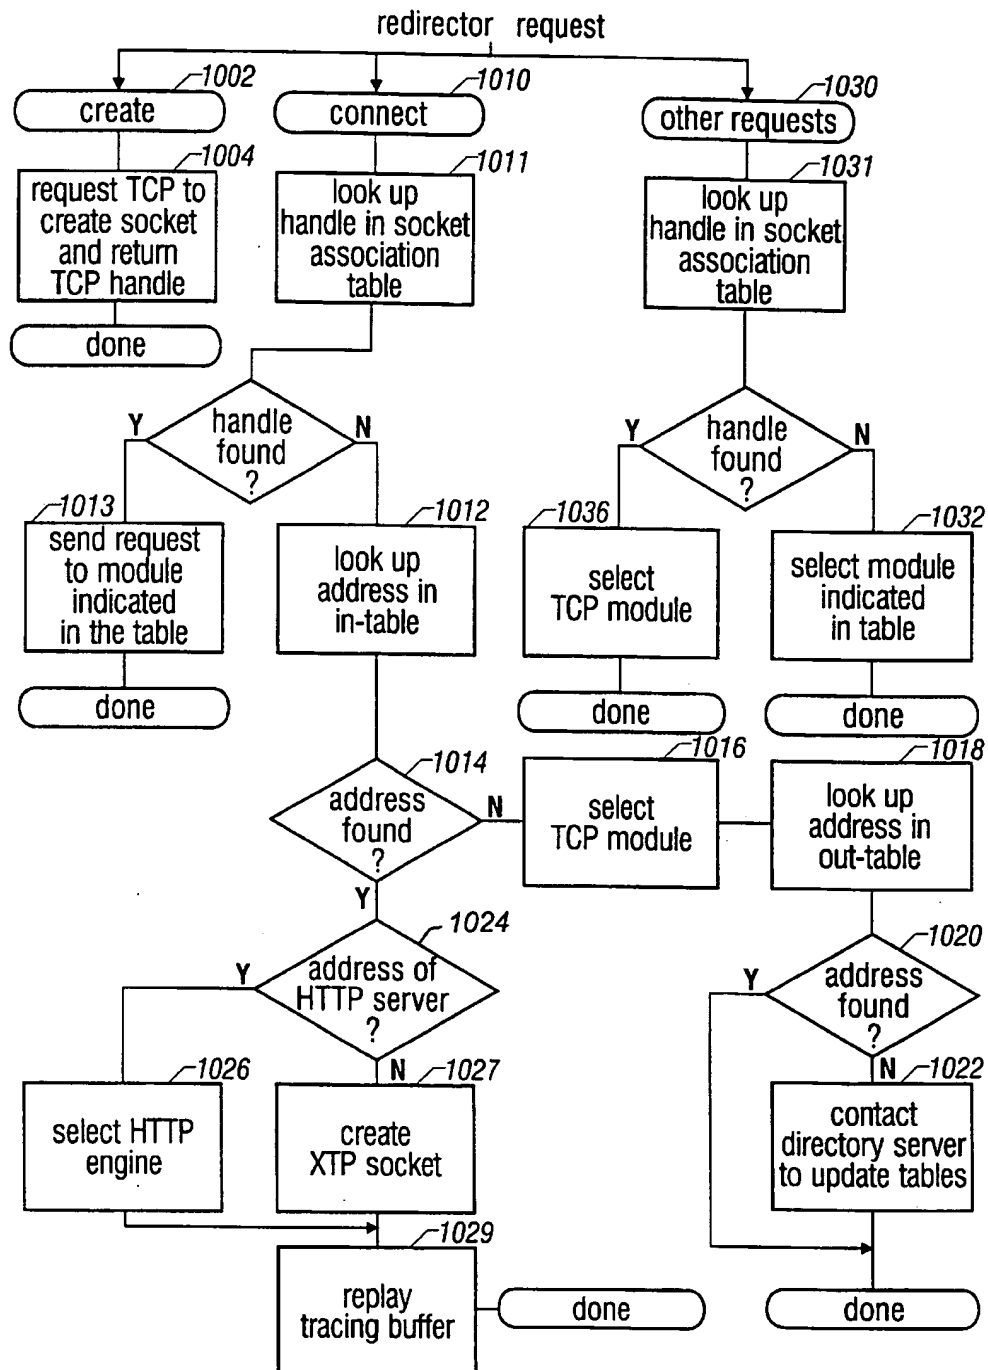 redirector request
1002
create
1004
request TCP to
create socket
and return
TCP handle
done
1010
connect
1011
look up
handle in socket
association
table
1030
other requests
1031
look up
handle in socket
association
table
Y
handle
found
?
N
1013
send request
to module
indicated
in the table
done
1012
look up
address in
in-table
Y
handle
found
?
N
1036
select
TCP module
done
1032
select module
indicated
in table
done
1014
address
found
?
N
Y
1016
select
TCP module
1018
look up
address in
out-table
1024
address of
HTTP server
?
Y
N
1020
address
found
?
Y
N
1026
select HTTP
engine
1027
create
XTP socket
1022
contact
directory server
to update tables
1029
replay
tracing buffer
done
done